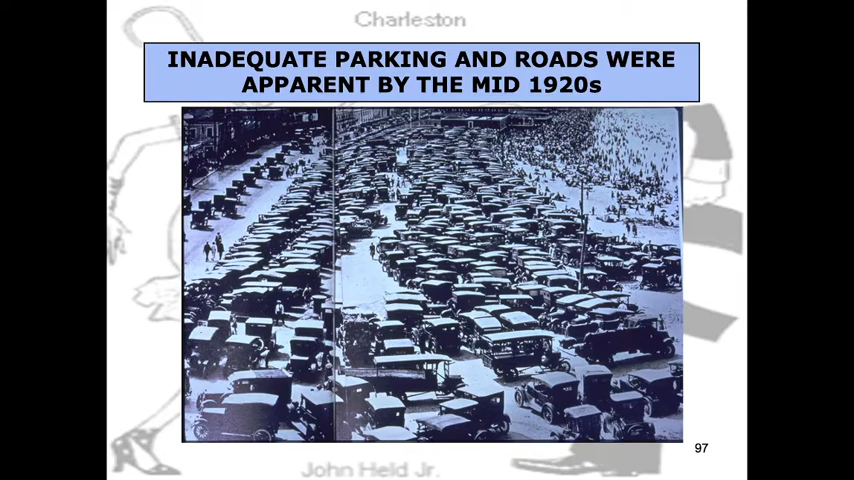 Charleston
INADEQUATE PARKING AND ROADS WERE
APPARENT BY THE MID 1920s
97
John Held Jr.